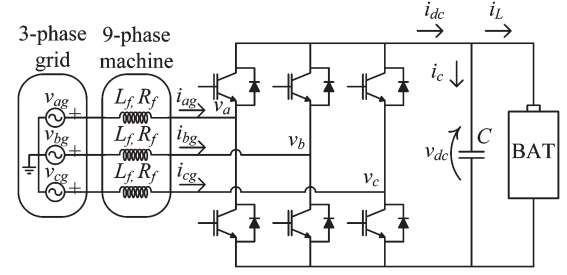 3-phase grid
9-phase machine
i_dc
i_L
v_ag
L_f, R_f
i_ag
v_a
v_bg
L_f, R_f
i_bg
v_b
v_cg
L_f, R_f
i_cg
v_c
i_c
v_dc
C
BAT
+
+
+